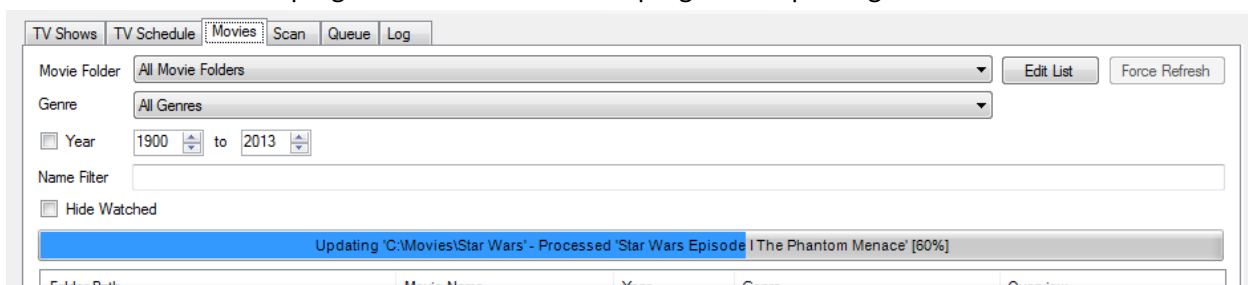 TV Shows TV Schedule Movies Scan Queue Log
Movie Folder All Movie Folders Edit List Force Refresh
Genre All Genres
Year 1900 to 2013
Name Filter
Hide Watched
Updating 'C:\Movies\Star Wars' - Processed 'Star Wars Episode I The Phantom Menace' [60%]
Folder Path Movie Name Year Genre Overview